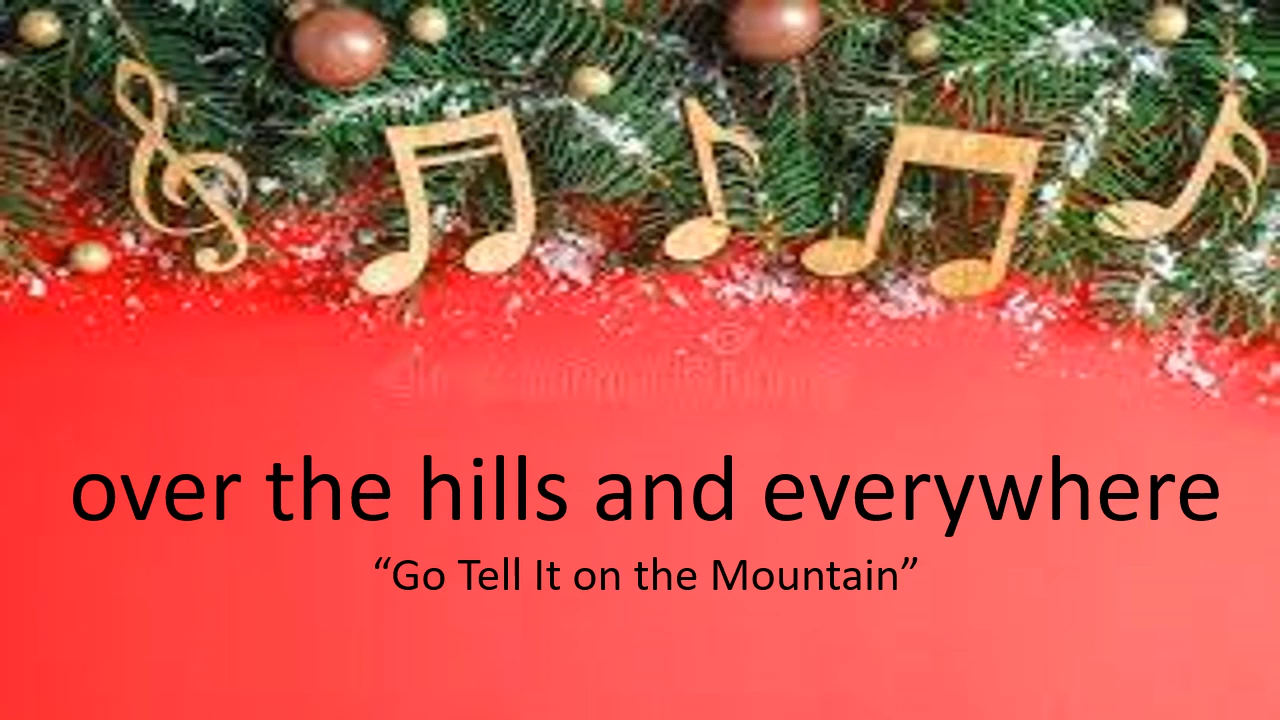 over the hills and everywhere
“Go Tell It on the Mountain”